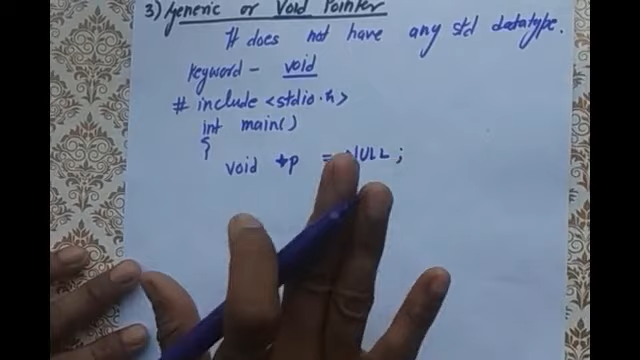 3) Generic or Void Pointer
It does not have any std datatype.
keyword - void
# include <stdio.h>
int main()
{
void *p = NULL ;